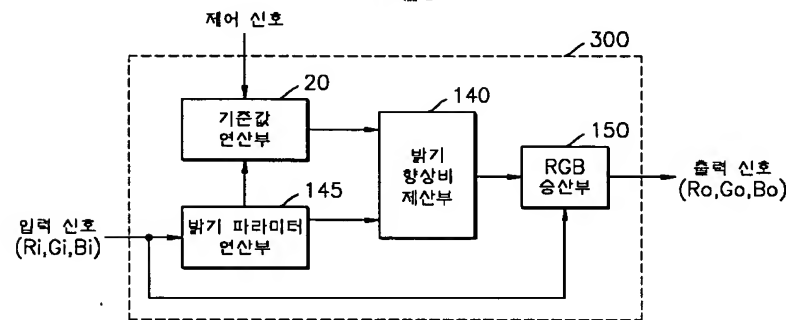 제어 신호
300
20
기준값
연산부
140
밝기
향상비
제산부
150
RGB
승산부
출력 신호
(Ro,Go,Bo)
145
밝기 파라미터
연산부
입력 신호
(Ri,Gi,Bi)